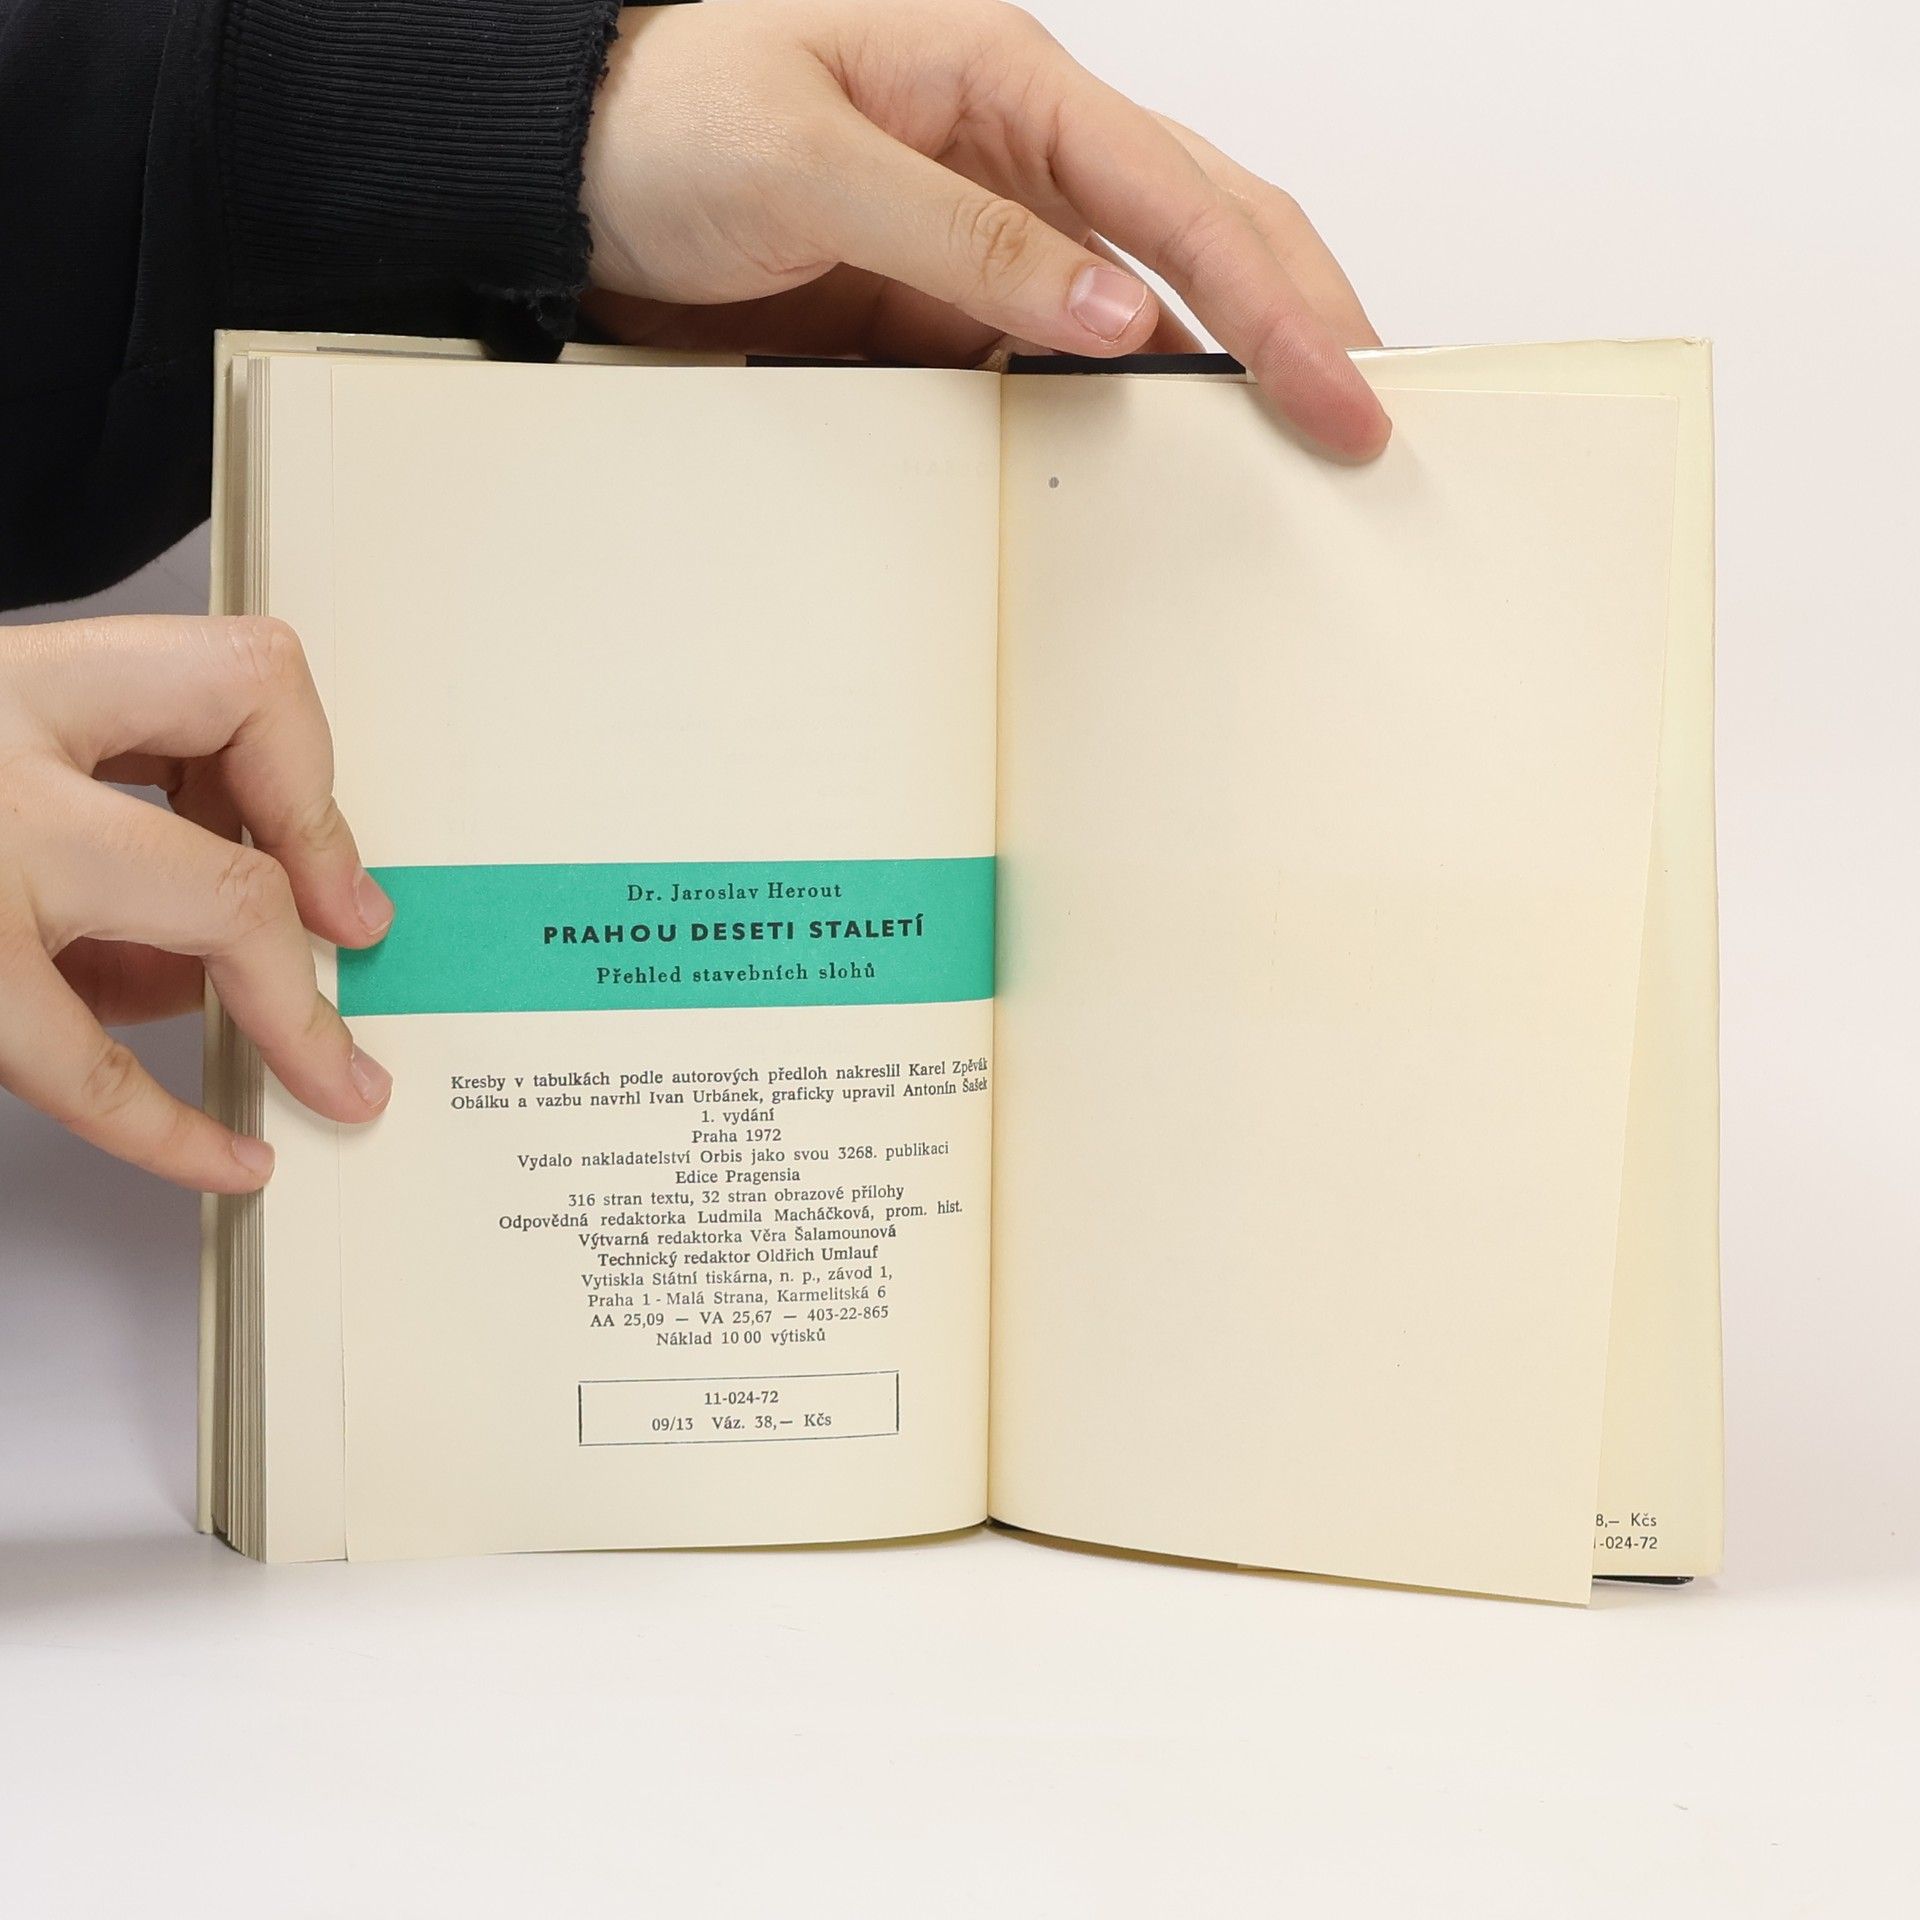 Dr. Jaroslav Herout
PRAHOU DESETI STALETÍ
Přehled stavebních slohů
Kresby v tabulkách podle autorových předloh nakreslil Karel Zpěvák
Obálku a vazbu navrhl Ivan Urbánek, graficky upravil Antonín Šašek
1. vydání
Praha 1972
Vydalo nakladatelství Orbis jako svou 3268. publikaci
Edice Pragensia
316 stran textu, 32 stran obrazové přílohy
Odpovědná redaktorka Ludmila Macháčková, prom. hist.
Výtvarná redaktorka Věra Šalamounová
Technický redaktor Oldřich Umlauf
Vytiskla Státní tiskárna, n. p., závod 1,
Praha 1 - Malá Strana, Karmelitská 6
AA 25,09 — VA 25,67 — 403-22-865
Náklad 10 00 výtisků
11-024-72
09/13 Váz. 38,— Kčs
8,— Kčs
-024-72